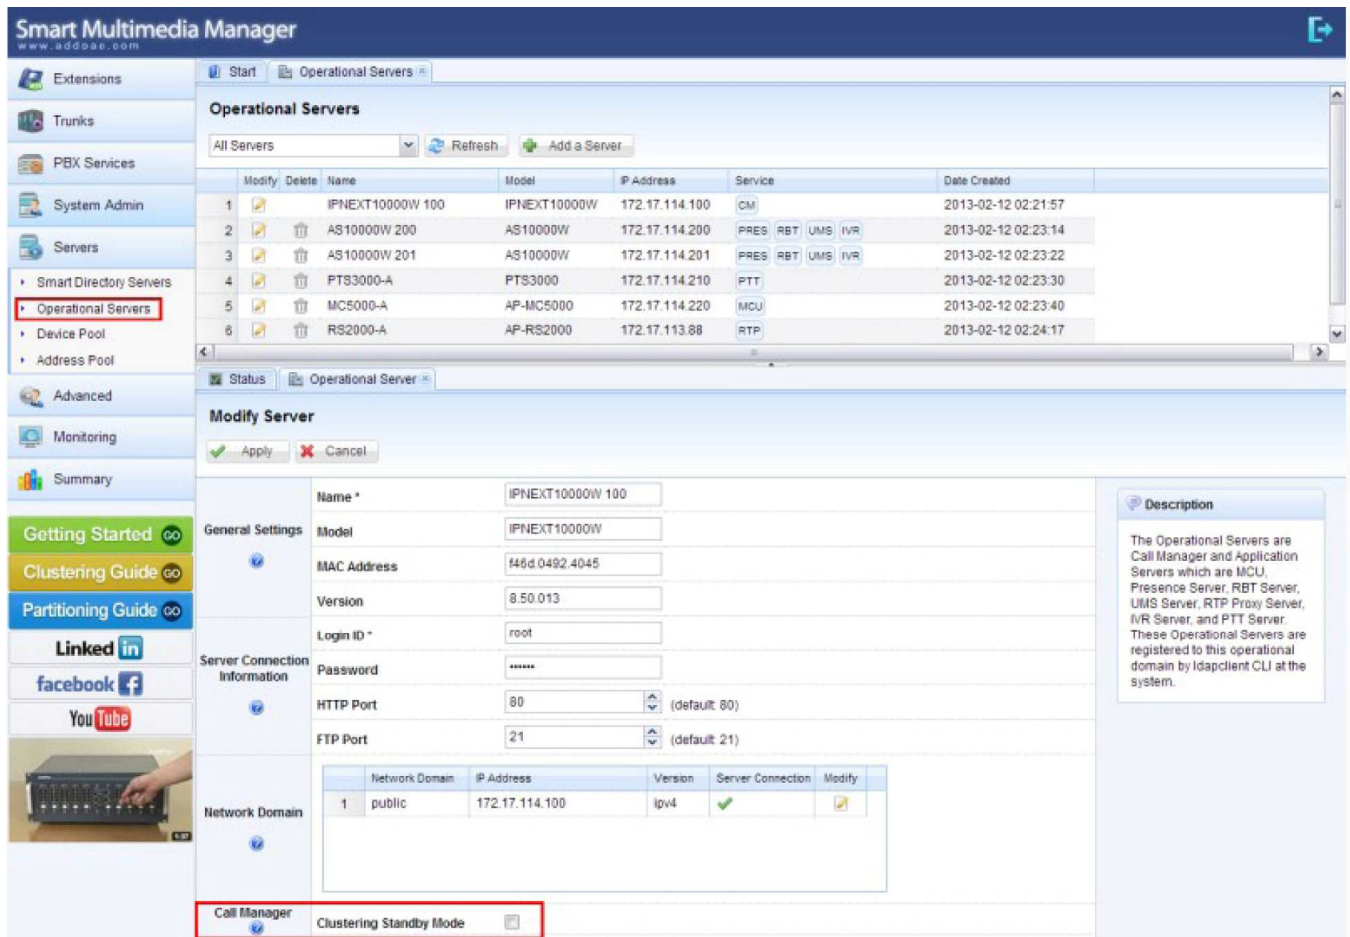 Smart Multimedia Manager
www.addpac.com
Extensions
Trunks
PBX Services
System Admin
Servers
Smart Directory Servers
Operational Servers
Device Pool
Address Pool
Advanced
Monitoring
Summary
Getting Started GO
Clustering Guide GO
Partitioning Guide GO
Linked in
facebook f
You Tube
1:37
Start Operational Servers
Operational Servers
All Servers Refresh Add a Server
Modify Delete Name Model IP Address Service Date Created
1 IPNEXT10000W 100 IPNEXT10000W 172.17.114.100 CM 2013-02-12 02:21:57
2 AS10000W 200 AS10000W 172.17.114.200 PRES RBT UMS IVR 2013-02-12 02:23:14
3 AS10000W 201 AS10000W 172.17.114.201 PRES RBT UMS IVR 2013-02-12 02:23:22
4 PTS3000-A PTS3000 172.17.114.210 PTT 2013-02-12 02:23:30
5 MC5000-A AP-MC5000 172.17.114.220 MCU 2013-02-12 02:23:40
6 RS2000-A AP-RS2000 172.17.113.88 RTP 2013-02-12 02:24:17
Status Operational Server
Modify Server
Apply Cancel
General Settings
Name * IPNEXT10000W 100
Model IPNEXT10000W
MAC Address f46d.0492.4045
Version 8.50.013
Server Connection
Information
Login ID * root
Password ••••••
HTTP Port 80 (default: 80)
FTP Port 21 (default: 21)
Network Domain
Network Domain IP Address Version Server Connection Modify
1 public 172.17.114.100 ipv4
Call Manager
Clustering Standby Mode
Description
The Operational Servers are
Call Manager and Application
Servers which are MCU,
Presence Server, RBT Server,
UMS Server, RTP Proxy Server,
IVR Server, and PTT Server.
These Operational Servers are
registered to this operational
domain by ldapclient CLI at the
system.